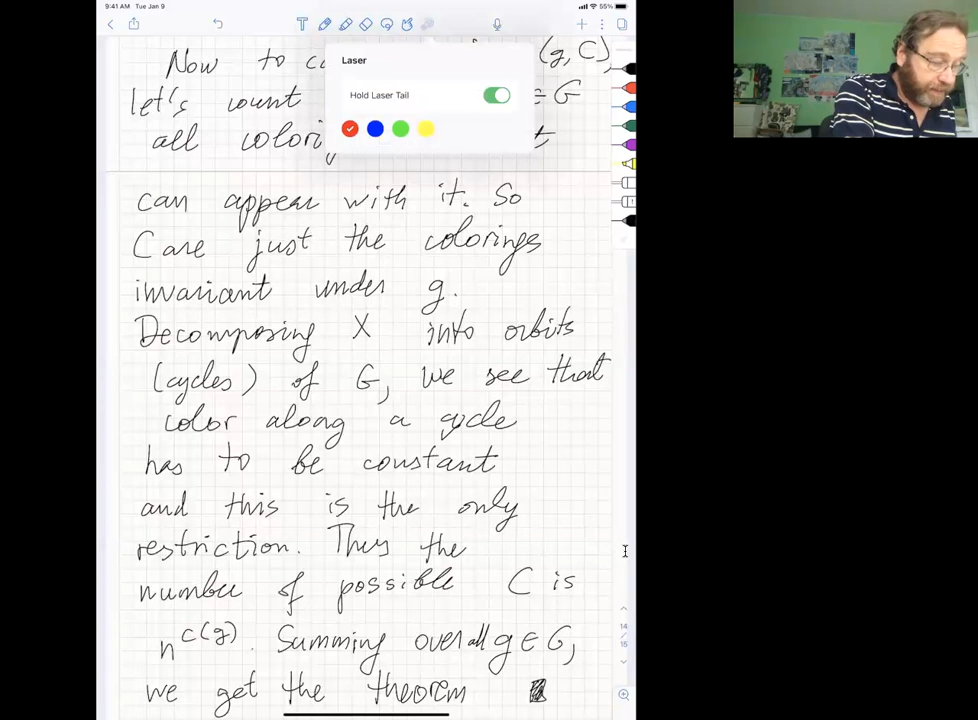 9:41 AM Tue Jan 9
55%
Now to (g, C),
Laser
let's count ∈ G
Hold Laser Tail
all
can appear with it. So
C are just the colorings
invariant under g.
Decomposing X into orbits
(cycles) of G, we see that
color along a cycle
has to be constant
and this is the only
restriction. Thus the
number of possible C is
n^c(g). Summing over all g ∈ G,
we get the theorem
14
/
15